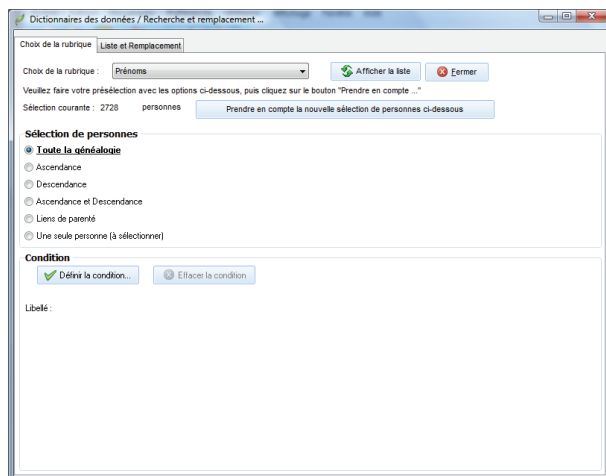 Dictionnaires des données / Recherche et remplacement ...
Choix de la rubrique Liste et Remplacement
Choix de la rubrique : Prénoms Afficher la liste Fermer
Veuillez faire votre présélection avec les options ci-dessous, puis cliquez sur le bouton "Prendre en compte ..."
Sélection courante : 2728 personnes Prendre en compte la nouvelle sélection de personnes ci-dessous
Sélection de personnes
Toute la généalogie
Ascendance
Descendance
Ascendance et Descendance
Liens de parenté
Une seule personne (à sélectionner)
Condition
Définir la condition... Effacer la condition
Libellé :